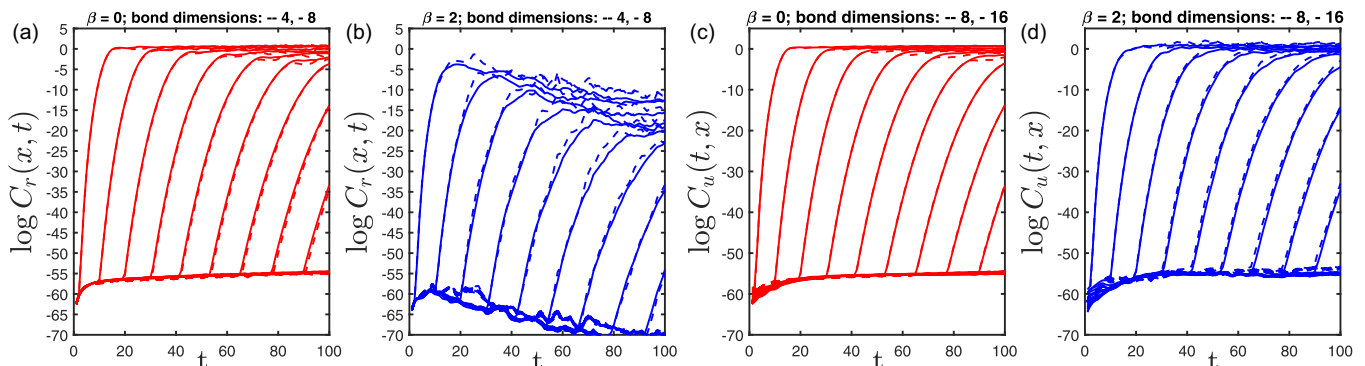 (a)
β = 0; bond dimensions: -- 4, - 8
log C_r(x, t)
5
0
-5
-10
-15
-20
-25
-30
-35
-40
-45
-50
-55
-60
-65
-70
0 20 40 60 80 100
t
(b)
β = 2; bond dimensions: -- 4, - 8
log C_r(x, t)
5
0
-5
-10
-15
-20
-25
-30
-35
-40
-45
-50
-55
-60
-65
-70
0 20 40 60 80 100
t
(c)
β = 0; bond dimensions: -- 8, - 16
log C_u(t, x)
0
-10
-20
-30
-40
-50
-60
-70
0 20 40 60 80 100
t
(d)
β = 2; bond dimensions: -- 8, - 16
log C_u(t, x)
0
-10
-20
-30
-40
-50
-60
-70
0 20 40 60 80 100
t